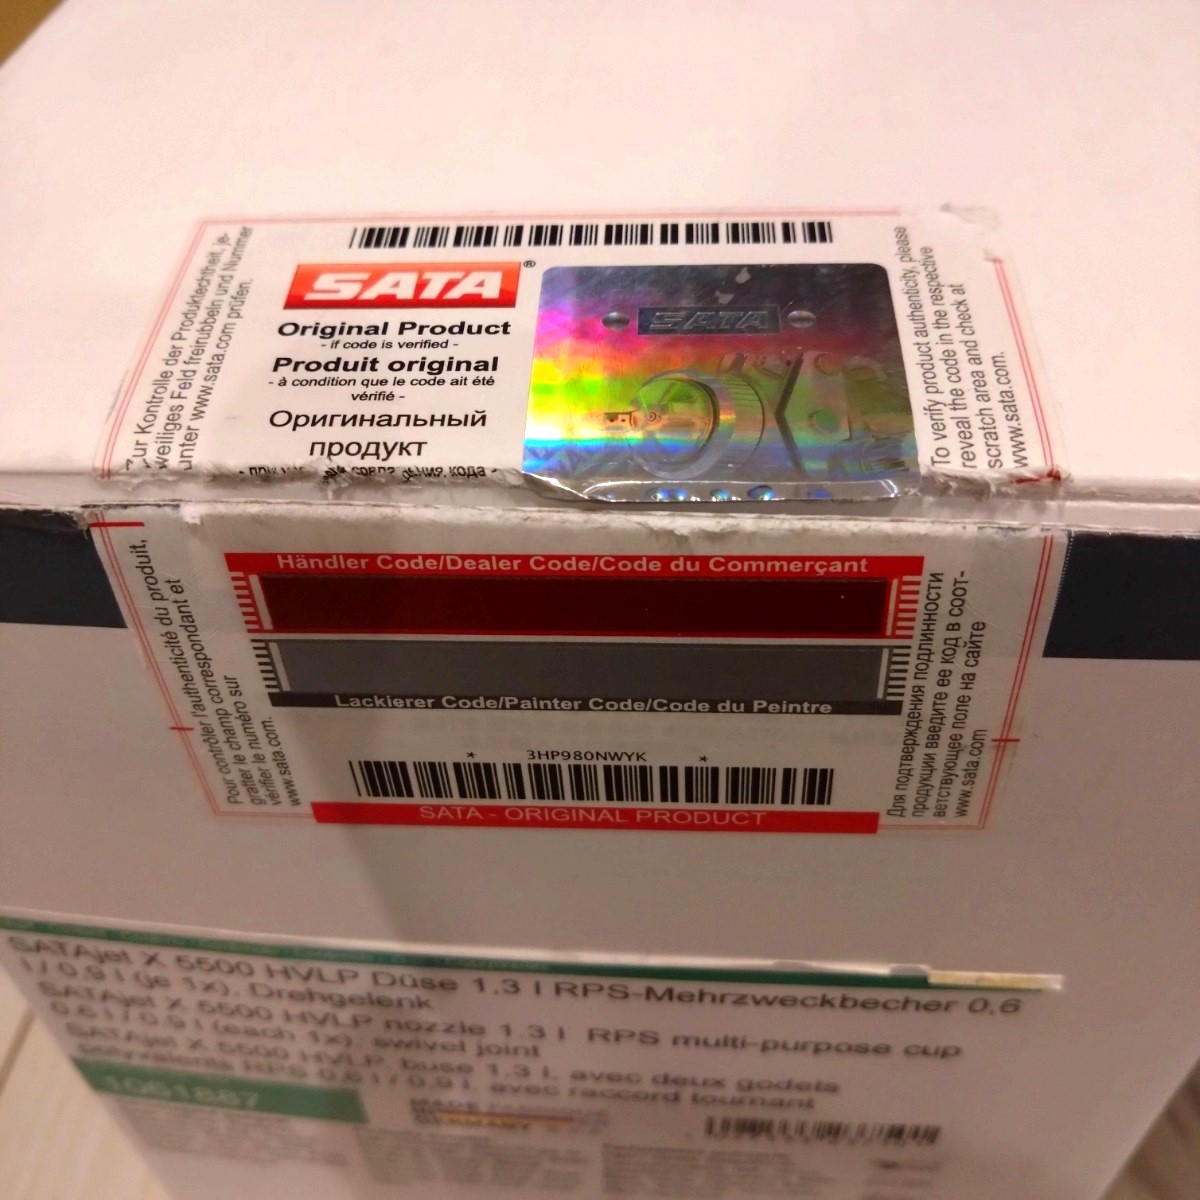 Zur Kontrolle der Produktechtheit, je-
weiliges Feld freirubbeln und Nummer
unter www.sata.com prüfen.
SATA®
Original Product
- if code is verified -
Produit original
- à condition que le code ait été
vérifié -
Оригинальный
продукт
кода -
SATA
To verify product authenticity, please
reveal the code in the respective
scratch area and check at
www.sata.com.
Pour contrôler l'authenticité du produit,
gratter le champ correspondant et
vérifier le numéro sur
www.sata.com.
Händler Code/Dealer Code/Code du Commerçant
Lackierer Code/Painter Code/Code du Peintre
* 3HP980NWYK *
SATA - ORIGINAL PRODUCT
Для подтверждения подлинности
продукции введите ее код в соот-
ветствующее поле на сайте
www.sata.com
SATAjet X 5500 HVLP Düse 1.3 I RPS-Mehrzweckbecher 0,6
l / 0.9 l (je 1x), Drehgelenk
SATAjet X 5500 HVLP nozzle 1.3 I RPS multi-purpose cup
0.6 l / 0.9 l (each 1x), swivel joint
SATAjet X 5500 HVLP, buse 1.3 I, avec deux godets
polyvalents RPS 0,6 l / 0.9 l, avec raccord tournant
1061887
MADE
GERMANY